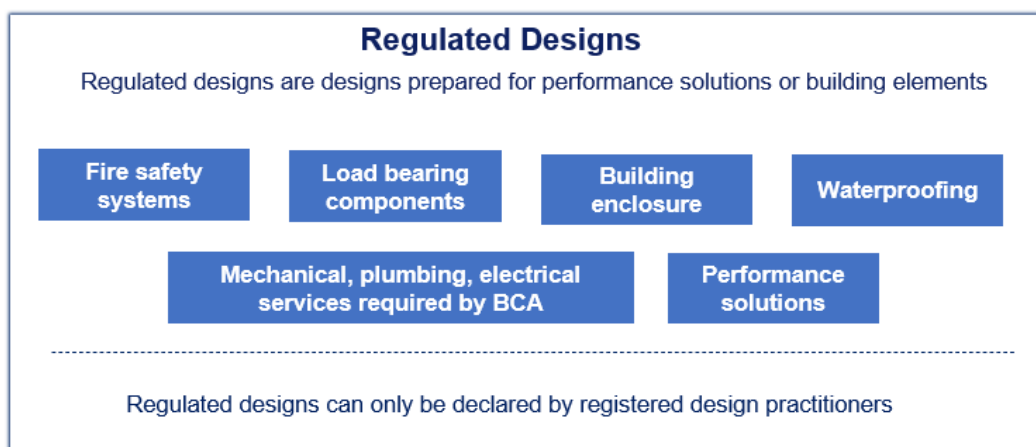 Regulated Designs
Regulated designs are designs prepared for performance solutions or building elements
Fire safety
systems
Load bearing
components
Building
enclosure
Waterproofing
Mechanical, plumbing, electrical
services required by BCA
Performance
solutions
Regulated designs can only be declared by registered design practitioners